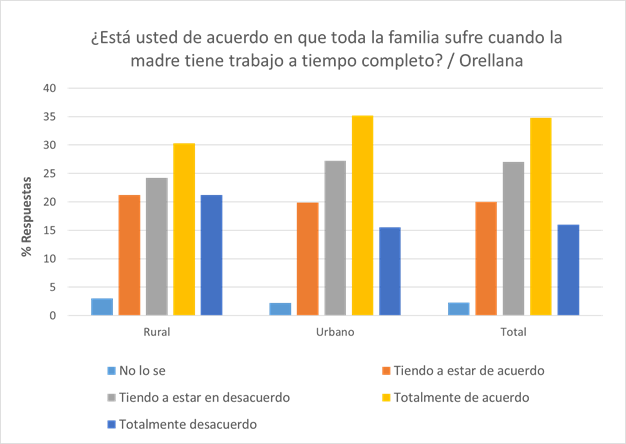 ¿Está usted de acuerdo en que toda la familia sufre cuando la
madre tiene trabajo a tiempo completo? / Orellana
40
35
30
25
20
15
10
5
0
% Respuestas
Rural
Urbano
Total
No lo se
Tiendo a estar de acuerdo
Tiendo a estar en desacuerdo
Totalmente de acuerdo
Totalmente desacuerdo